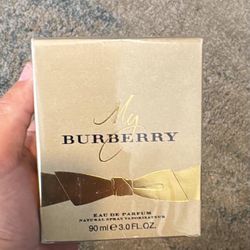 My
BURBERRY
EAU DE PARFUM
NATURAL SPRAY VAPORISATEUR
90 ml ℮ 3.0 FL.OZ.